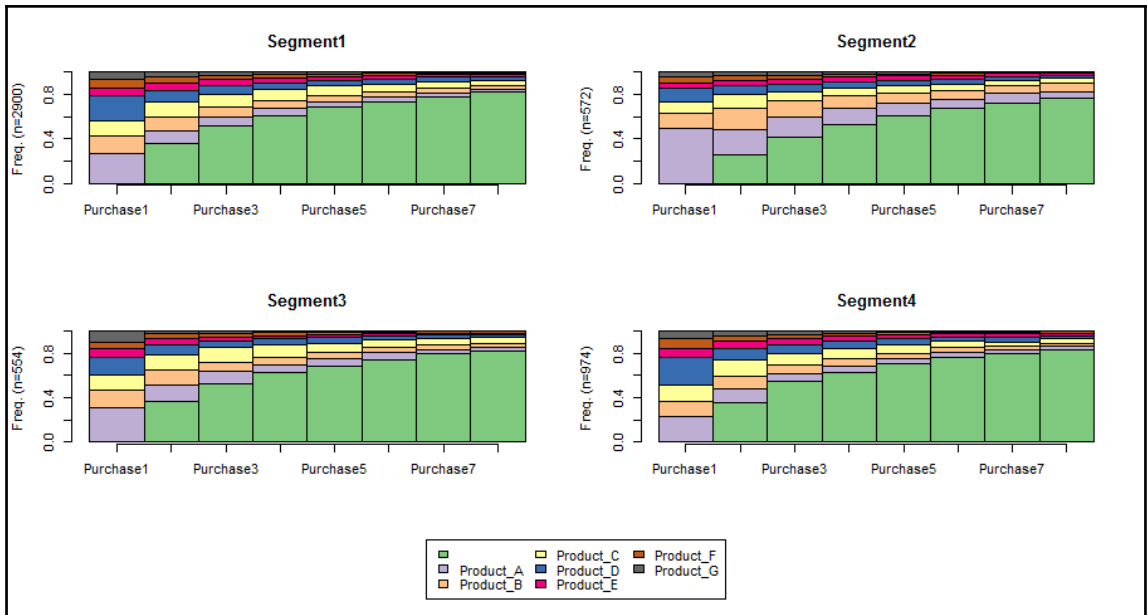 Segment1
Segment2
Freq. (n=2900)
0.0 0.4 0.8
Purchase1 Purchase3 Purchase5 Purchase7
Freq. (n=572)
0.0 0.4 0.8
Purchase1 Purchase3 Purchase5 Purchase7
Segment3
Segment4
Freq. (n=554)
0.0 0.4 0.8
Purchase1 Purchase3 Purchase5 Purchase7
Freq. (n=974)
0.0 0.4 0.8
Purchase1 Purchase3 Purchase5 Purchase7
Product_C Product_F
Product_A Product_D Product_G
Product_B Product_E